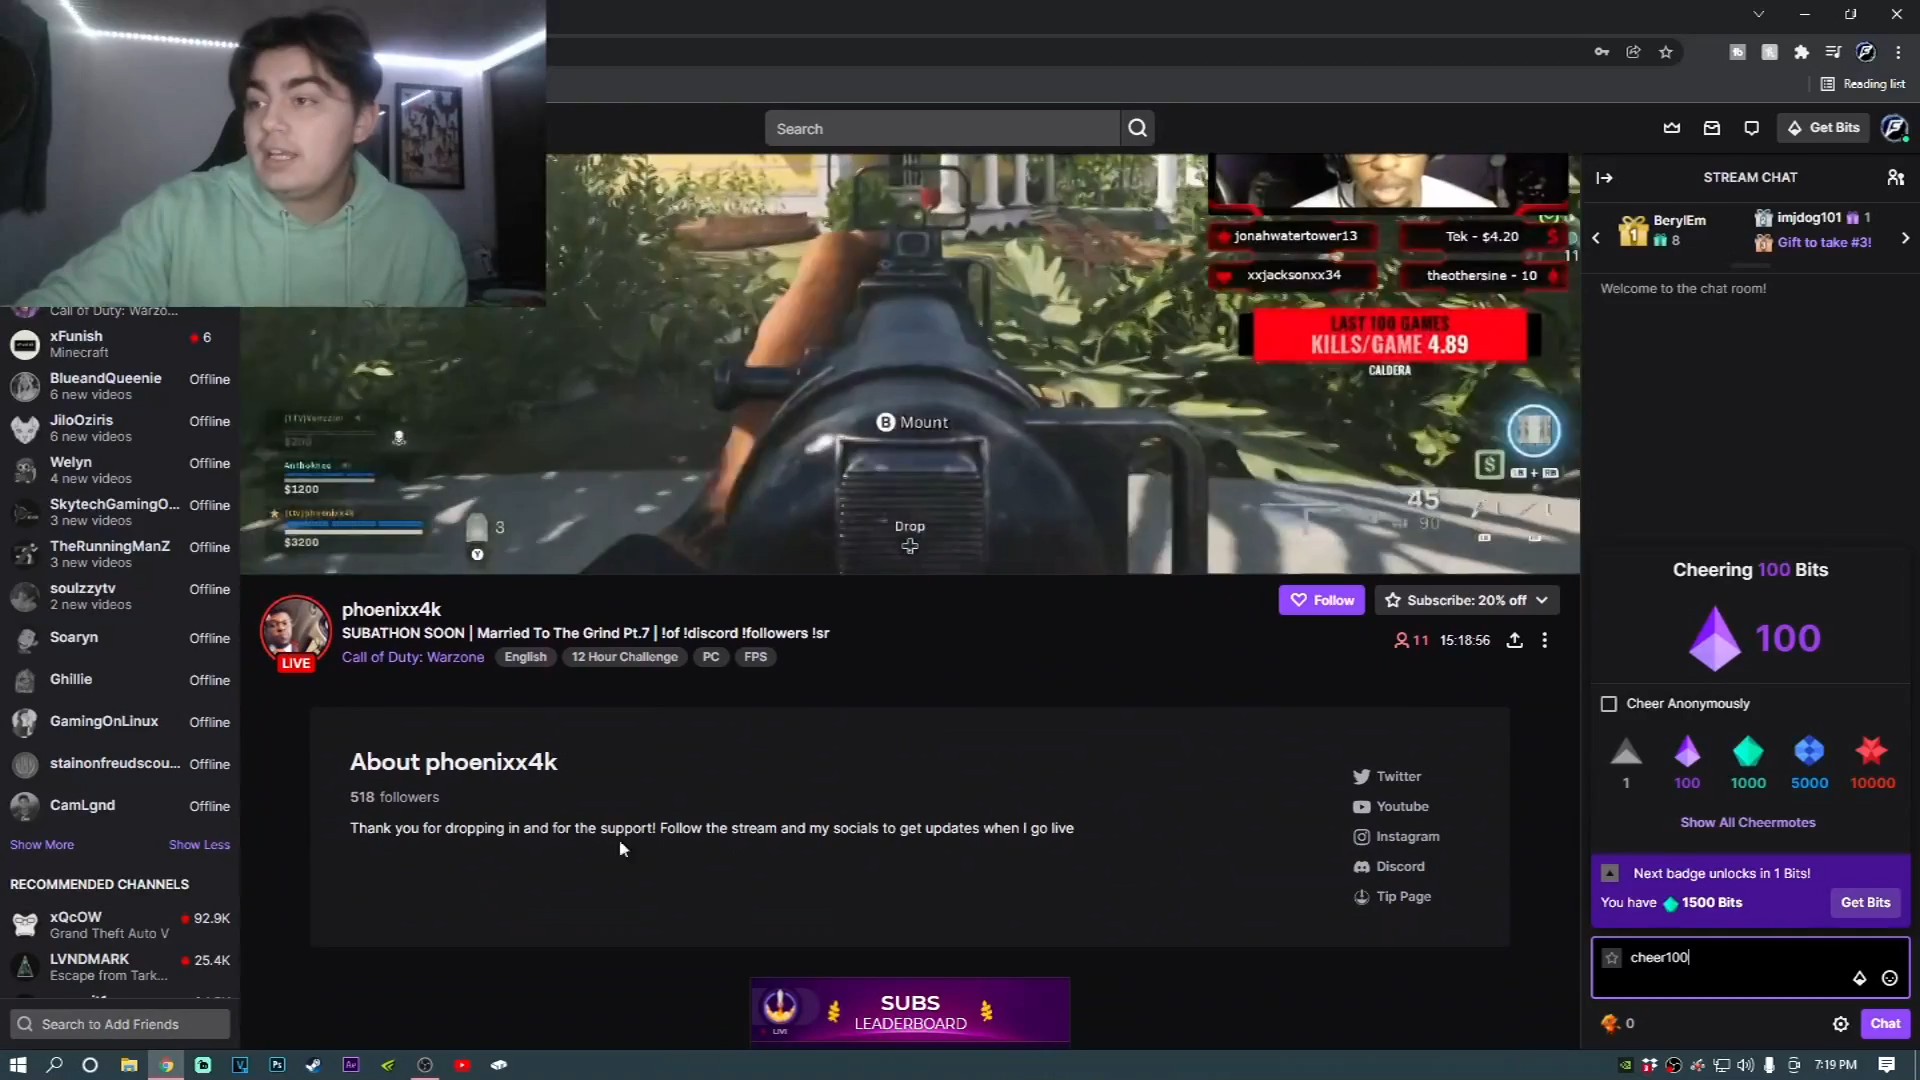 Reading list
Search
Get Bits
STREAM CHAT
BerylEm
8
imjdog101 1
Gift to take #3!
Welcome to the chat room!
jonahwatertower13
Tek - $4.20
xxjacksonxx34
theothersine - 10
LAST 100 GAMES
KILLS/GAME 4.89
CALDERA
B Mount
Drop
$200
Anthoknee
$1200
$3200
3
Y
45
90
Call of Duty: Warzo...
xFunish
6
Minecraft
BlueandQueenie
Offline
6 new videos
JiloOziris
Offline
6 new videos
Welyn
Offline
4 new videos
SkytechGamingO...
Offline
3 new videos
TheRunningManZ
Offline
3 new videos
soulzzytv
Offline
2 new videos
Soaryn
Offline
Ghillie
Offline
GamingOnLinux
Offline
stainonfreudscou...
Offline
CamLgnd
Offline
Show More
Show Less
RECOMMENDED CHANNELS
xQcOW
92.9K
Grand Theft Auto V
LVNDMARK
25.4K
Escape from Tark...
Search to Add Friends
LIVE
phoenixx4k
SUBATHON SOON | Married To The Grind Pt.7 | !of !discord !followers !sr
Call of Duty: Warzone English 12 Hour Challenge PC FPS
Follow
Subscribe: 20% off
11 15:18:56
About phoenixx4k
518 followers
Thank you for dropping in and for the support! Follow the stream and my socials to get updates when I go live
Twitter
Youtube
Instagram
Discord
Tip Page
LIVE
SUBS
LEADERBOARD
Cheering 100 Bits
100
Cheer Anonymously
1 100 1000 5000 10000
Show All Cheermotes
Next badge unlocks in 1 Bits!
You have 1500 Bits
Get Bits
cheer100
0
Chat
7:19 PM